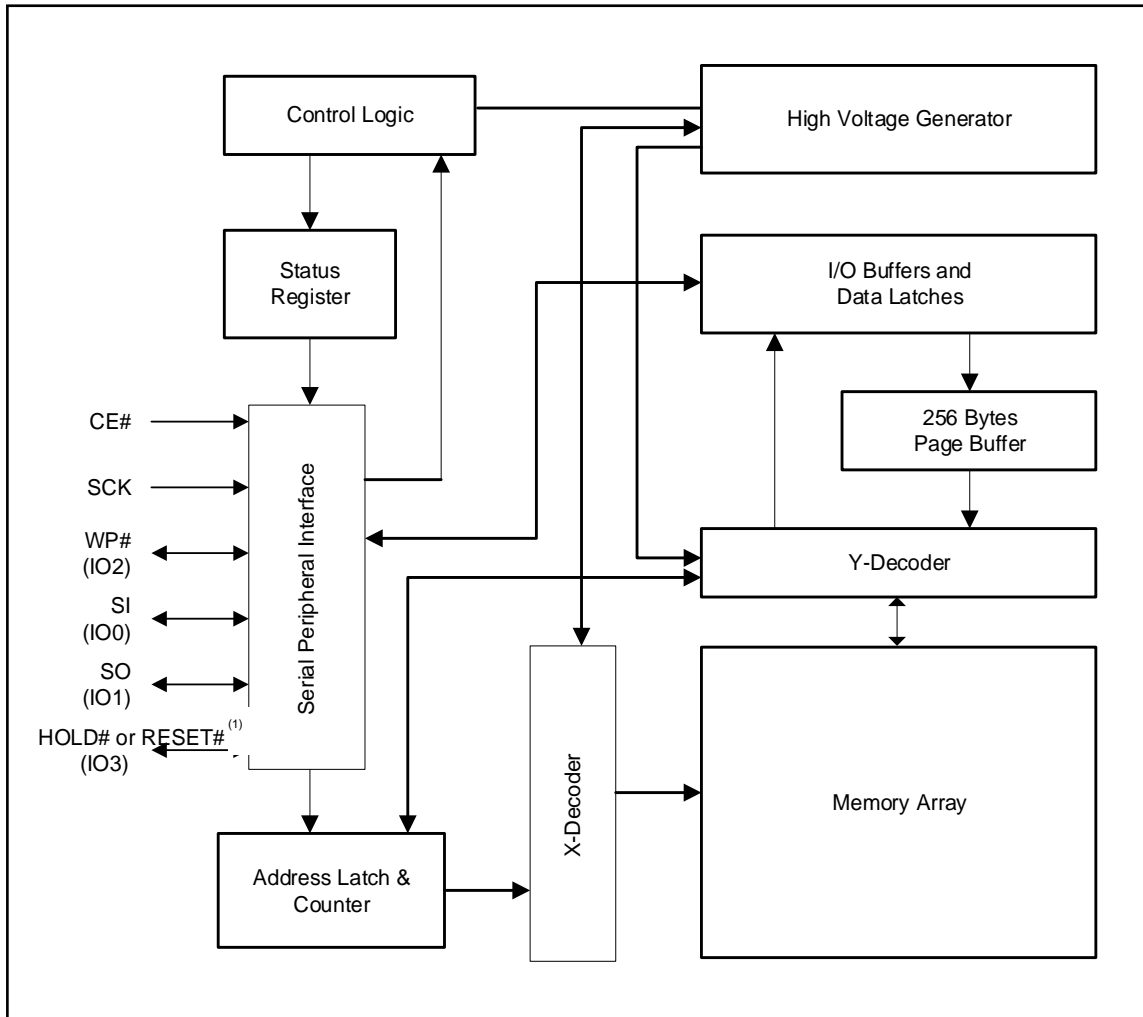 Control Logic
High Voltage Generator
Status
Register
I/O Buffers and
Data Latches
256 Bytes
Page Buffer
CE#
SCK
WP#
(IO2)
SI
(IO0)
SO
(IO1)
HOLD# or RESET# (1)
(IO3)
Serial Peripheral Interface
Y-Decoder
X-Decoder
Memory Array
Address Latch &
Counter